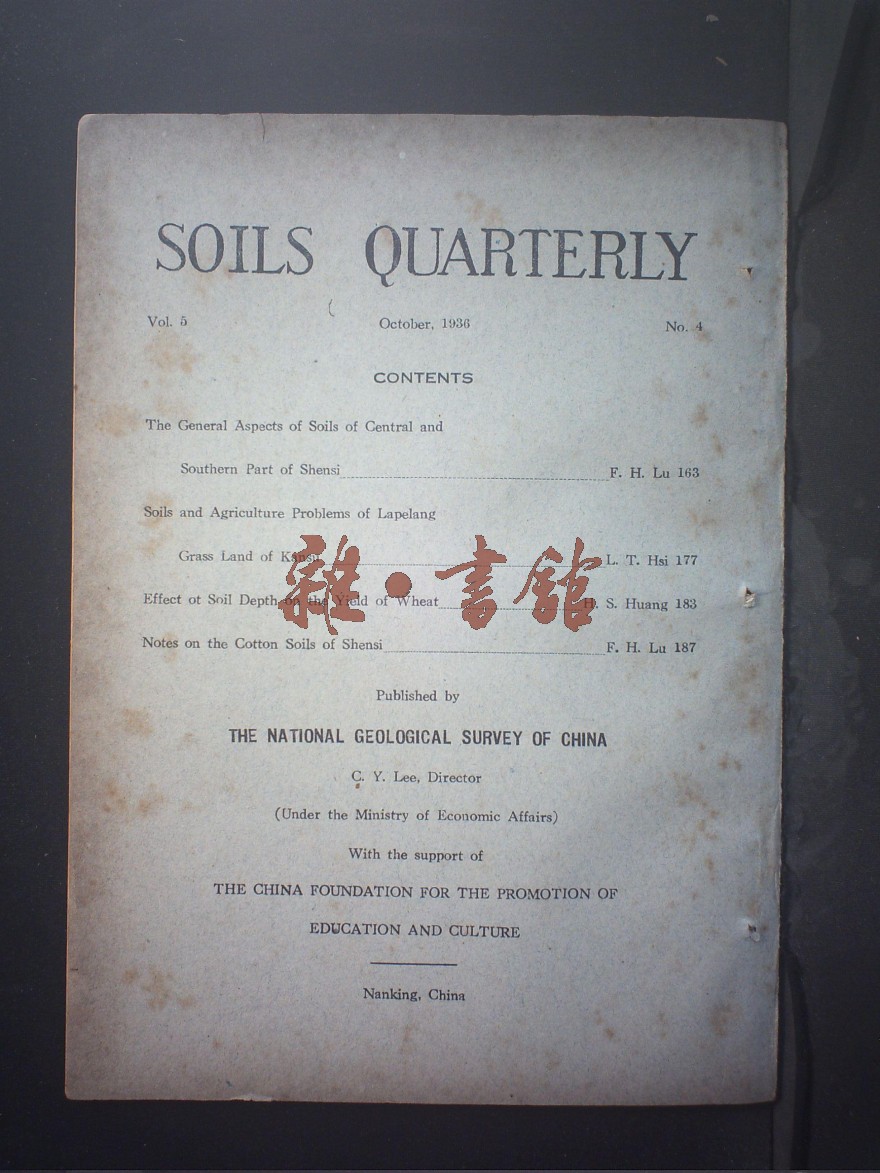 SOILS QUARTERLY
Vol. 5 October, 1936 No. 4
CONTENTS
The General Aspects of Soils of Central and
Southern Part of Shensi F. H. Lu 163
Soils and Agriculture Problems of Lapelang
Grass Land of Kansu L. T. Hsi 177
Effect ot Soil Depth on the Yield of Wheat H. S. Huang 183
Notes on the Cotton Soils of Shensi F. H. Lu 187
雜·書館
Published by
THE NATIONAL GEOLOGICAL SURVEY OF CHINA
C. Y. Lee, Director
(Under the Ministry of Economic Affairs)
With the support of
THE CHINA FOUNDATION FOR THE PROMOTION OF
EDUCATION AND CULTURE
Nanking, China